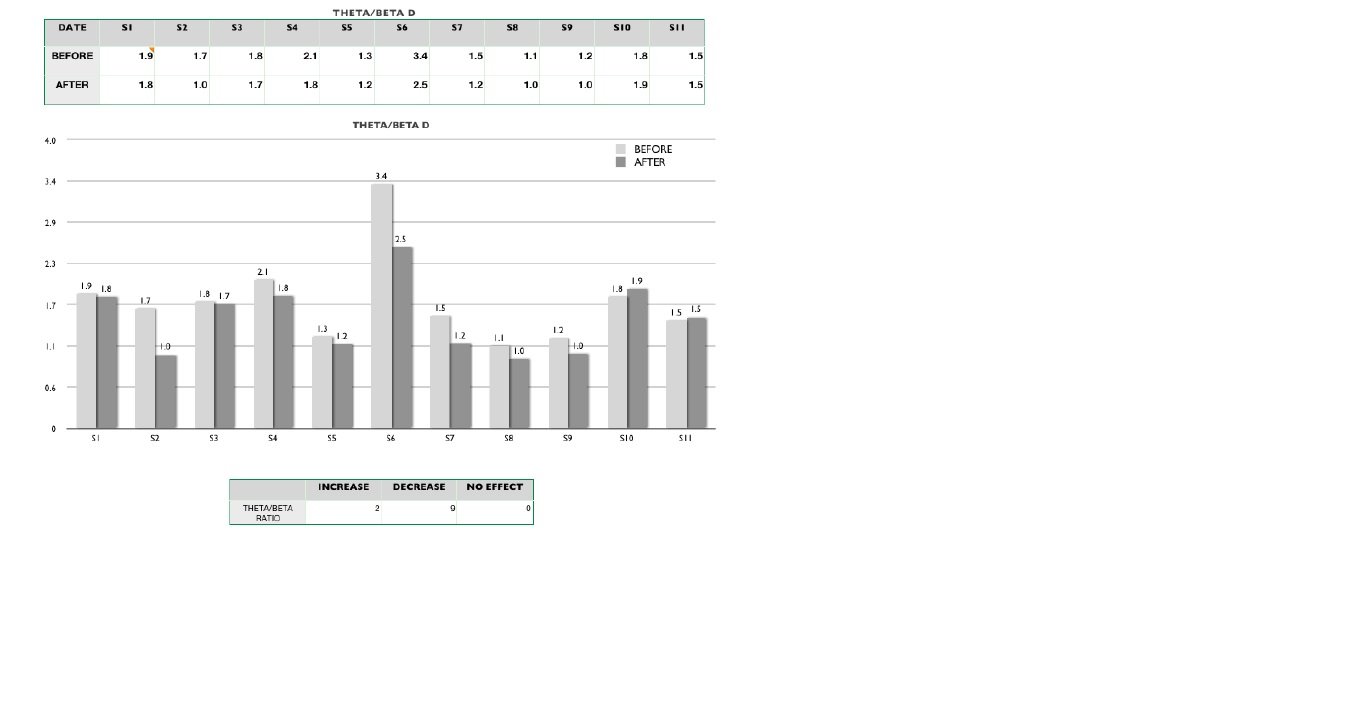 THETA/BETA D
DATE S1 S2 S3 S4 S5 S6 S7 S8 S9 S10 S11
BEFORE 1.9 1.7 1.8 2.1 1.3 3.4 1.5 1.1 1.2 1.8 1.5
AFTER 1.8 1.0 1.7 1.8 1.2 2.5 1.2 1.0 1.0 1.9 1.5
THETA/BETA D
4.0
BEFORE
AFTER
3.4
3.4
2.9
2.5
2.3
2.1
1.9 1.8 1.7 1.8 1.7 1.8 1.8 1.9
1.7
1.5 1.5 1.5
1.3 1.2 1.2 1.2
1.1 1.0 1.1 1.0 1.0
0.6
0
S1 S2 S3 S4 S5 S6 S7 S8 S9 S10 S11
INCREASE DECREASE NO EFFECT
THETA/BETA 2 9 0
RATIO